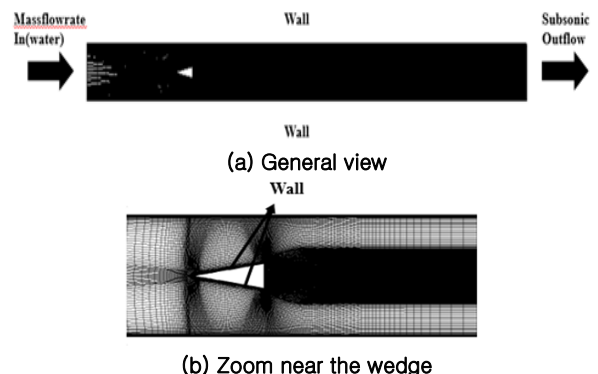 Massflowrate
In(water)
Wall
Subsonic
Outflow
Wall
(a) General view
Wall
(b) Zoom near the wedge